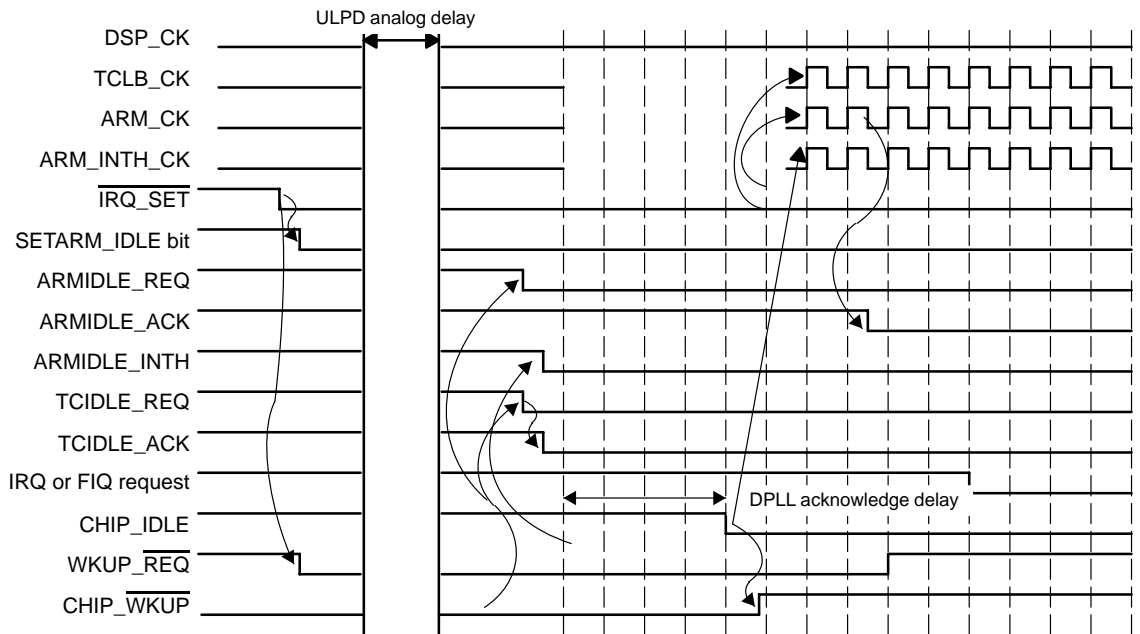 ULPD analog delay
DSP_CK
TCLB_CK
ARM_CK
ARM_INTH_CK
IRQ_SET
SETARM_IDLE bit
ARMIDLE_REQ
ARMIDLE_ACK
ARMIDLE_INTH
TCIDLE_REQ
TCIDLE_ACK
IRQ or FIQ request
DPLL acknowledge delay
CHIP_IDLE
WKUP_REQ
CHIP_WKUP